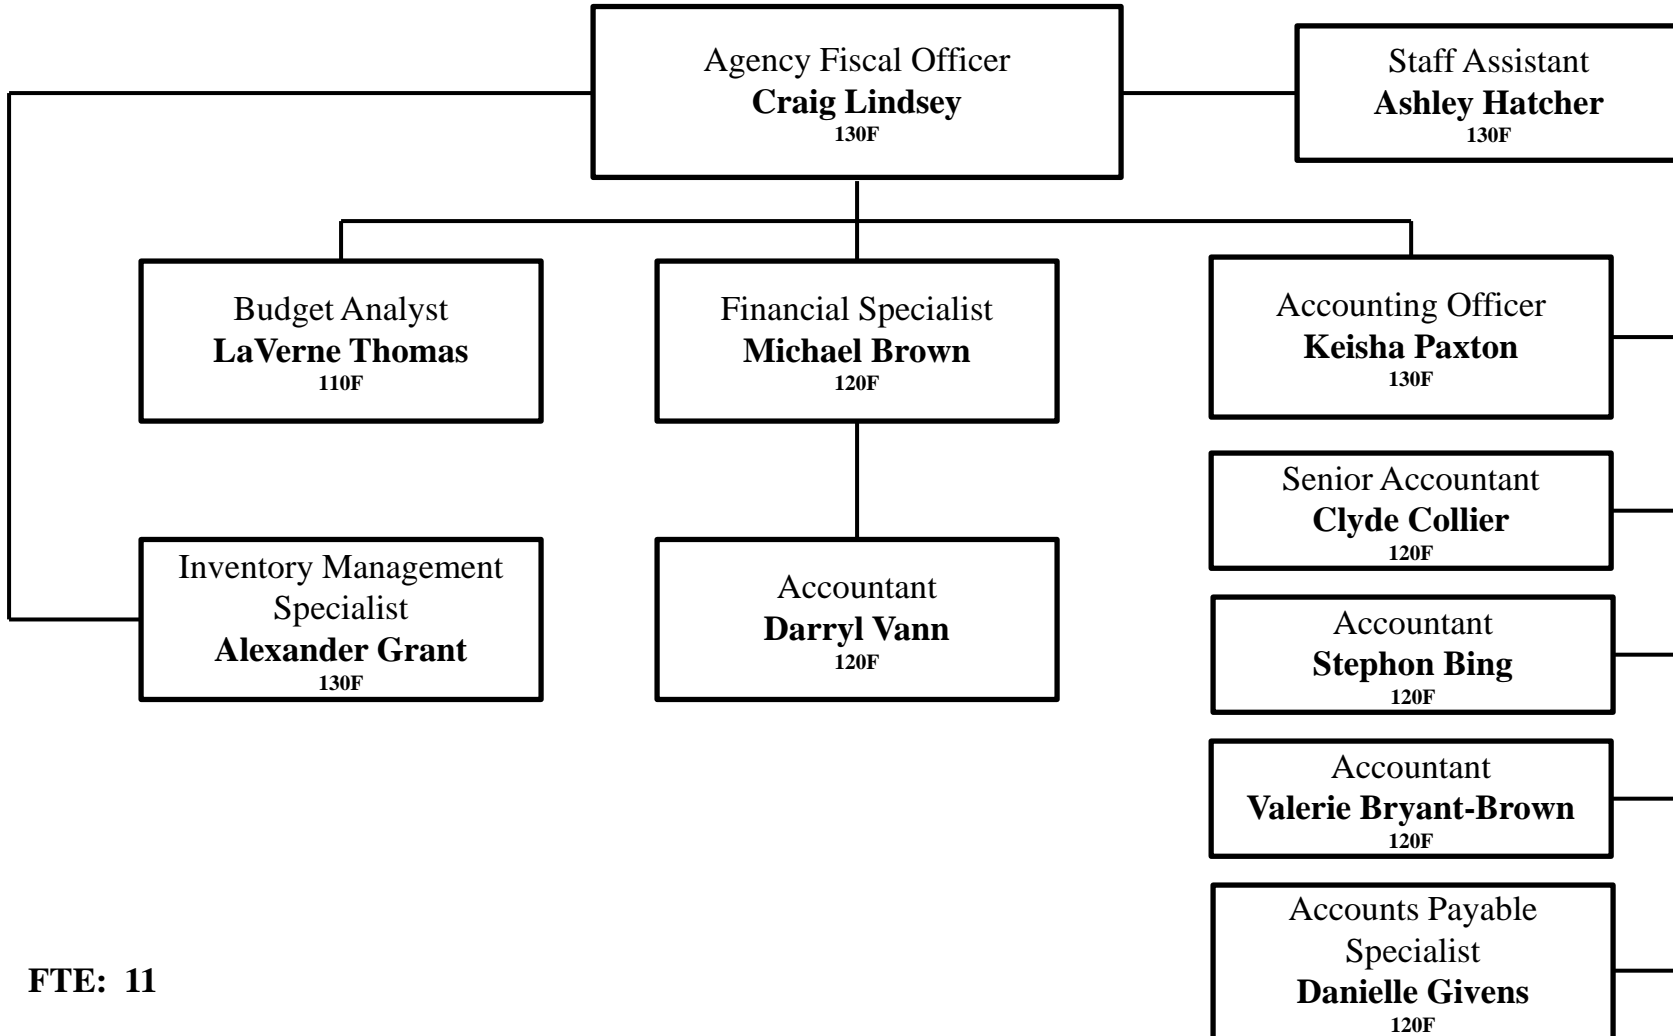 Agency Fiscal Officer
Craig Lindsey
130F
Staff Assistant
Ashley Hatcher
130F
Budget Analyst
LaVerne Thomas
110F
Financial Specialist
Michael Brown
120F
Accounting Officer
Keisha Paxton
130F
Senior Accountant
Clyde Collier
120F
Inventory Management
Specialist
Alexander Grant
130F
Accountant
Darryl Vann
120F
Accountant
Stephon Bing
120F
Accountant
Valerie Bryant-Brown
120F
Accounts Payable
Specialist
Danielle Givens
120F
FTE: 11